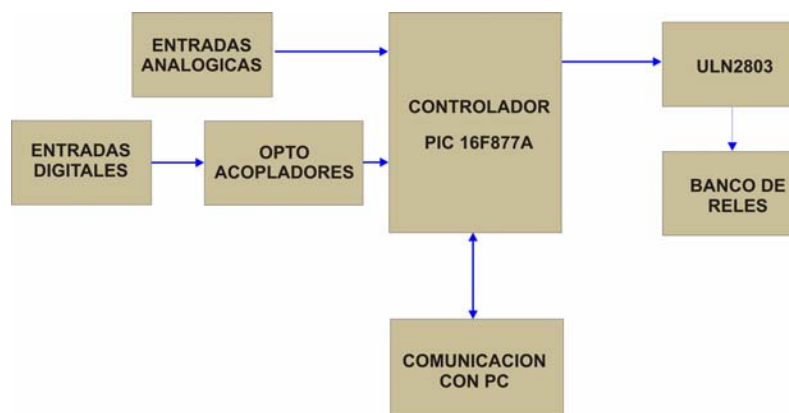 ENTRADAS
ANALOGICAS
CONTROLADOR
PIC 16F877A
ULN2803
ENTRADAS
DIGITALES
OPTO
ACOPLADORES
BANCO DE
RELES
COMUNICACION
CON PC